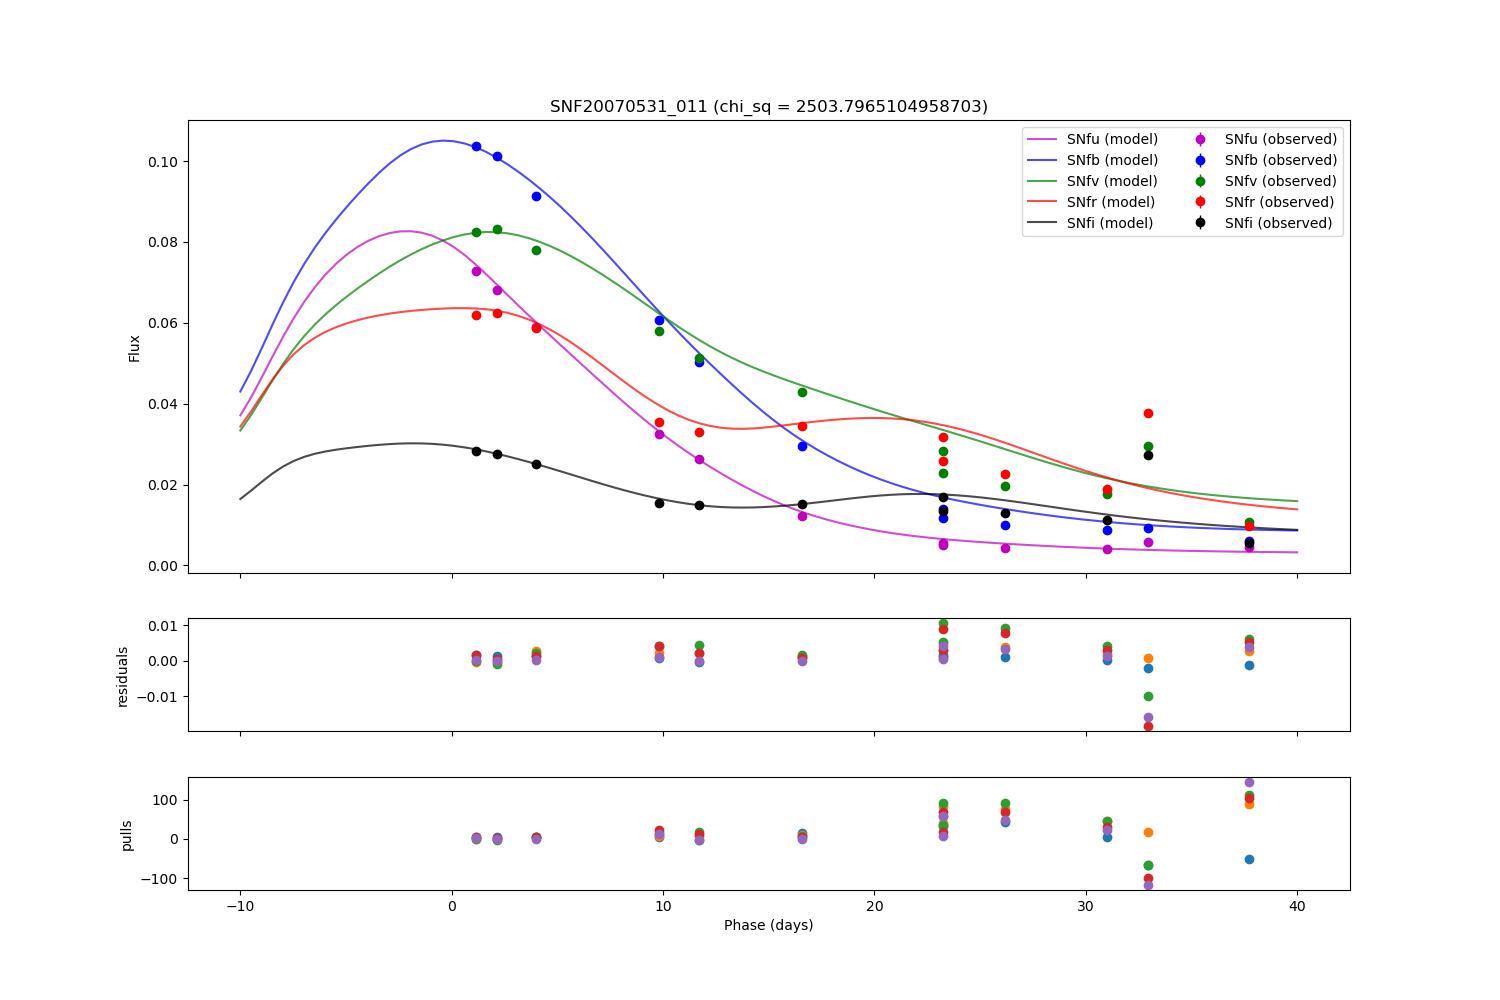 SNF20070531_011 (chi_sq = 2503.7965104958703)
SNfu (model)
SNfb (model)
SNfv (model)
SNfr (model)
SNfi (model)
SNfu (observed)
SNfb (observed)
SNfv (observed)
SNfr (observed)
SNfi (observed)
Flux
0.10
0.08
0.06
0.04
0.02
0.00
residuals
0.01
0.00
−0.01
pulls
100
0
−100
−10
0
10
20
30
40
Phase (days)